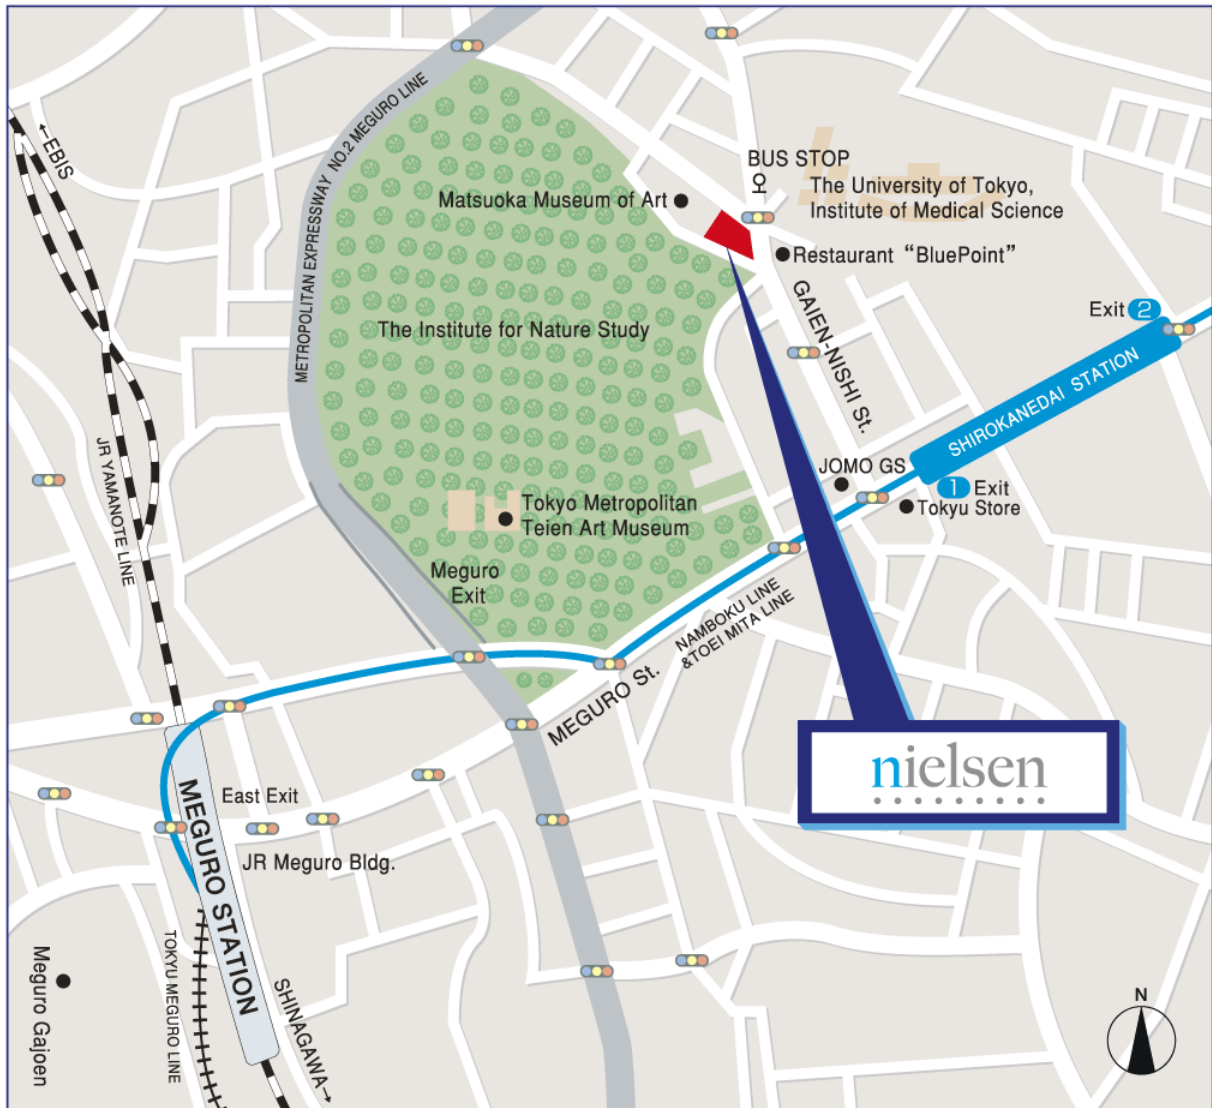 METROPOLITAN EXPRESSWAY NO.2 MEGURO LINE
←EBIS
BUS STOP
Matsuoka Museum of Art
The University of Tokyo,
Institute of Medical Science
Restaurant “BluePoint”
GAIEN-NISHI St.
Exit 2
The Institute for Nature Study
SHIROKANEDAI STATION
JR YAMANOTE LINE
JOMO GS
1 Exit
Tokyu Store
Tokyo Metropolitan
Teien Art Museum
Meguro
Exit
NAMBOKU LINE
&TOEI MITA LINE
MEGURO St.
nielsen
East Exit
MEGURO STATION
JR Meguro Bldg.
TOKYU MEGURO LINE
SHINAGAWA→
Meguro Gajoen
N